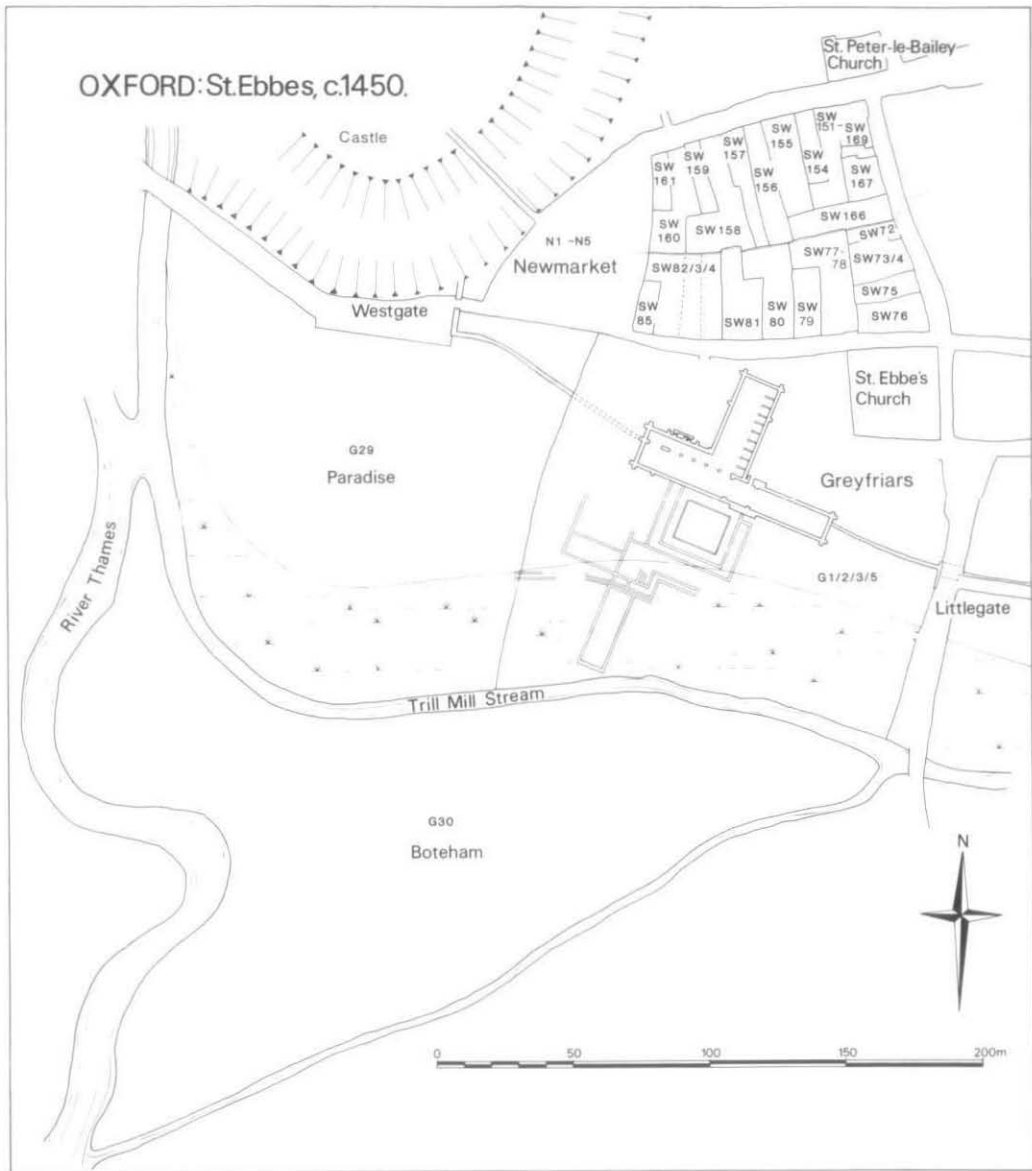 OXFORD: St.Ebbes, c.1450.
St. Peter-le-Bailey
Church
Castle
SW
151-
SW
169
SW
155
SW
157
SW
154
SW
159
SW
167
SW
161
SW
156
SW166
SW
160
SW158
SW72
N1-N5
Newmarket
SW77-
78
SW73/4
SW82/3/4
SW75
SW
85
SW81
SW
80
SW
79
SW76
Westgate
St. Ebbe's
Church
G29
Paradise
Greyfriars
G1/2/3/5
River Thames
Littlegate
Trill Mill Stream
G30
Boteham
N
0 50 100 150 200m